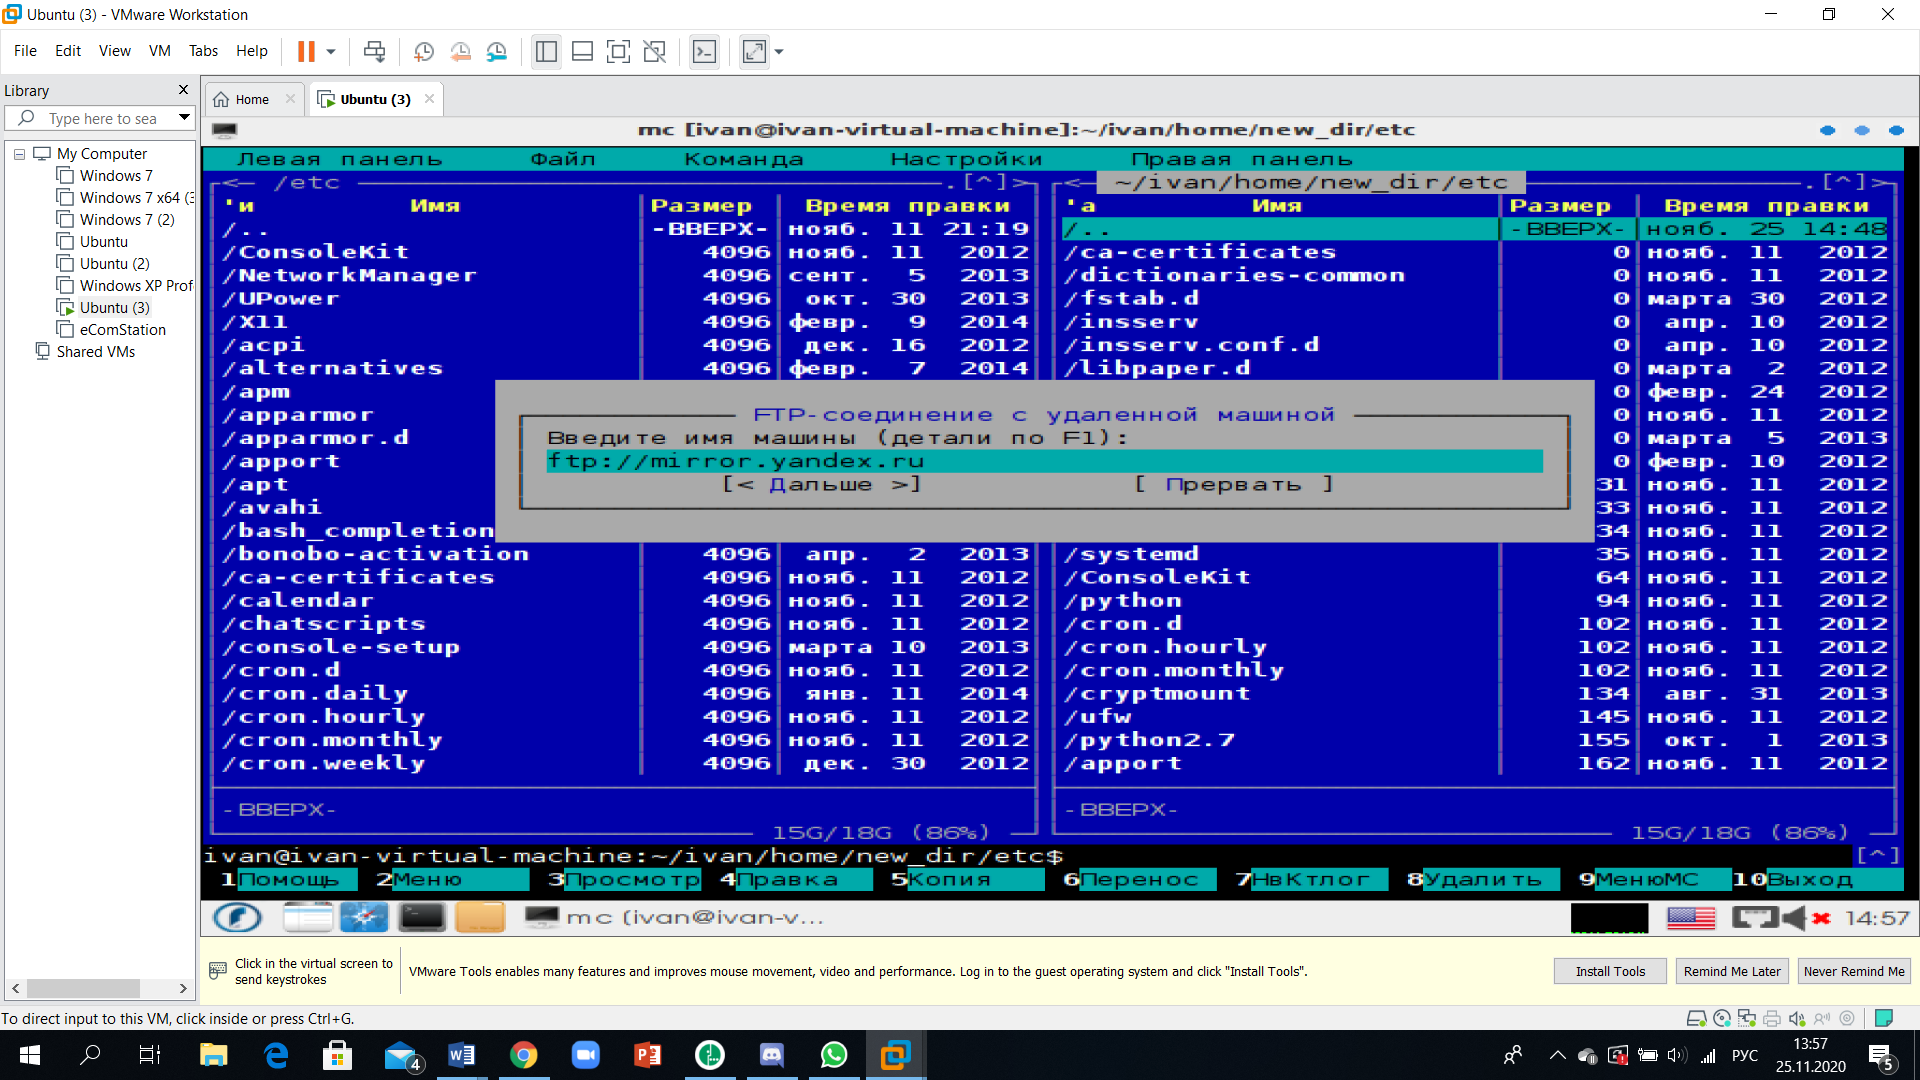 Ubuntu (3) - VMware Workstation
File Edit View VM Tabs Help
Library
Type here to sea
My Computer
Windows 7
Windows 7 x64 (3
Windows 7 (2)
Ubuntu
Ubuntu (2)
Windows XP Prof
Ubuntu (3)
eComStation
Shared VMs
Home
Ubuntu (3)
mc [ivan@ivan-virtual-machine]:~/ivan/home/new_dir/etc
Левая панель Файл Команда Настройки Правая панель
<— /etc .[^]>
'и Имя Размер Время правки
/.. -ВВЕРХ- нояб. 11 21:19
/ConsoleKit 4096 нояб. 11 2012
/NetworkManager 4096 сент. 5 2013
/UPower 4096 окт. 30 2013
/X11 4096 февр. 9 2014
/acpi 4096 дек. 16 2012
/alternatives 4096 февр. 7 2014
/apm
/apparmor
/apparmor.d
/apport
/apt
/avahi
/bash_completion
/bonobo-activation 4096 апр. 2 2013
/ca-certificates 4096 нояб. 11 2012
/calendar 4096 нояб. 11 2012
/chatscripts 4096 нояб. 11 2012
/console-setup 4096 марта 10 2013
/cron.d 4096 нояб. 11 2012
/cron.daily 4096 янв. 11 2014
/cron.hourly 4096 нояб. 11 2012
/cron.monthly 4096 нояб. 11 2012
/cron.weekly 4096 дек. 30 2012
-ВВЕРХ-
15G/18G (86%)
<— ~/ivan/home/new_dir/etc .[^]>
'а Имя Размер Время правки
/.. -ВВЕРХ- нояб. 25 14:48
/ca-certificates 0 нояб. 11 2012
/dictionaries-common 0 нояб. 11 2012
/fstab.d 0 марта 30 2012
/insserv 0 апр. 10 2012
/insserv.conf.d 0 апр. 10 2012
/libpaper.d 0 марта 2 2012
0 февр. 24 2012
0 нояб. 11 2012
0 марта 5 2013
0 февр. 10 2012
31 нояб. 11 2012
33 нояб. 11 2012
34 нояб. 11 2012
/systemd 35 нояб. 11 2012
/ConsoleKit 64 нояб. 11 2012
/python 94 нояб. 11 2012
/cron.d 102 нояб. 11 2012
/cron.hourly 102 нояб. 11 2012
/cron.monthly 102 нояб. 11 2012
/cryptmount 134 авг. 31 2013
/ufw 145 нояб. 11 2012
/python2.7 155 окт. 1 2013
/apport 162 нояб. 11 2012
-ВВЕРХ-
15G/18G (86%)
FTP-соединение с удаленной машиной
Введите имя машины (детали по F1):
ftp://mirror.yandex.ru
[< Дальше >] [ Прервать ]
ivan@ivan-virtual-machine:~/ivan/home/new_dir/etc$ [^]
1Помощь 2Меню 3Просмотр 4Правка 5Копия 6Перенос 7НвКтлог 8Удалить 9МенюМС 10Выход
mc (ivan@ivan-v... 14:57
Click in the virtual screen to
send keystrokes
VMware Tools enables many features and improves mouse movement, video and performance. Log in to the guest operating system and click "Install Tools".
Install Tools Remind Me Later Never Remind Me
To direct input to this VM, click inside or press Ctrl+G.
4
РУС
13:57
25.11.2020
5